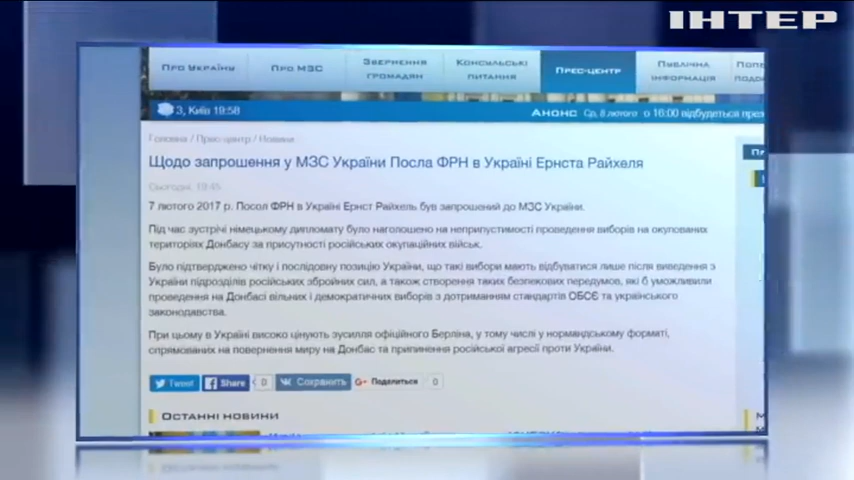 ІНТЕР
Про Україну
Про МЗС
Звернення
громадян
Консульські
питання
Прес-центр
Публічна
інформація
З, Київ 19:58
Анонс Ср, 8 лютого о 16:00 відбудеться през
Головна / Прес-центр / Новини
Щодо запрошення у МЗС України Посла ФРН в Україні Ернста Райхеля
Сьогодні, 19:45
7 лютого 2017 р. Посол ФРН в Україні Ернст Райхель був запрошений до МЗС України.
Під час зустрічі німецькому дипломату було наголошено на неприпустимості проведення виборів на окупованих
територіях Донбасу за присутності російських окупаційних військ.
Було підтверджено чітку і послідовну позицію України, що такі вибори мають відбуватися лише після виведення з
України підрозділів російських збройних сил, а також створення таких безпекових передумов, які б уможливили
проведення на Донбасі вільних і демократичних виборів з дотриманням стандартів ОБСЄ та українського
законодавства.
При цьому в Україні високо цінують зусилля офіційного Берліна, у тому числі у нормандському форматі,
спрямованих на повернення миру на Донбас та припинення російської агресії проти України.
Tweet
Share 0
Сохранить
G+ Поделиться 0
Останні новини